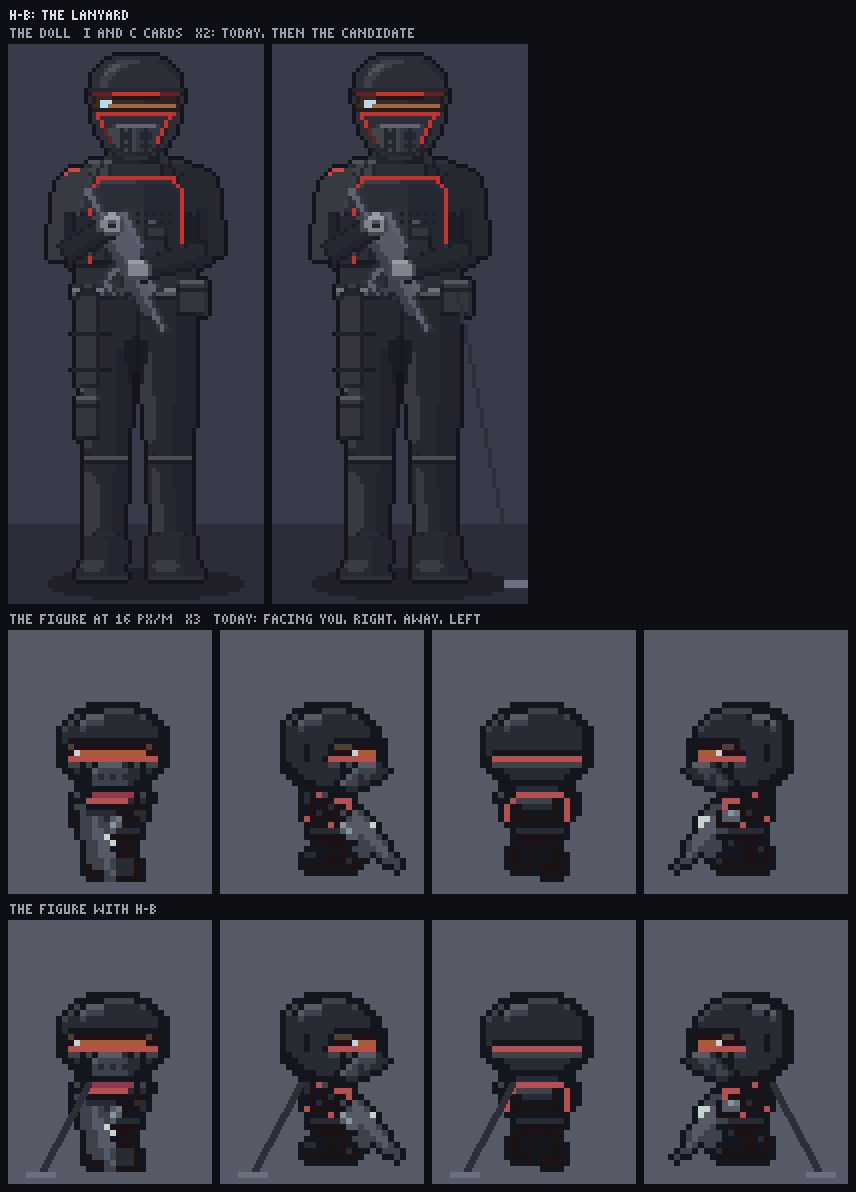 H-B: THE LANYARD
THE DOLL I AND C CARDS X2: TODAY, THEN THE CANDIDATE
THE FIGURE AT 16 PX/M X3 TODAY: FACING YOU, RIGHT, AWAY, LEFT
THE FIGURE WITH H-B